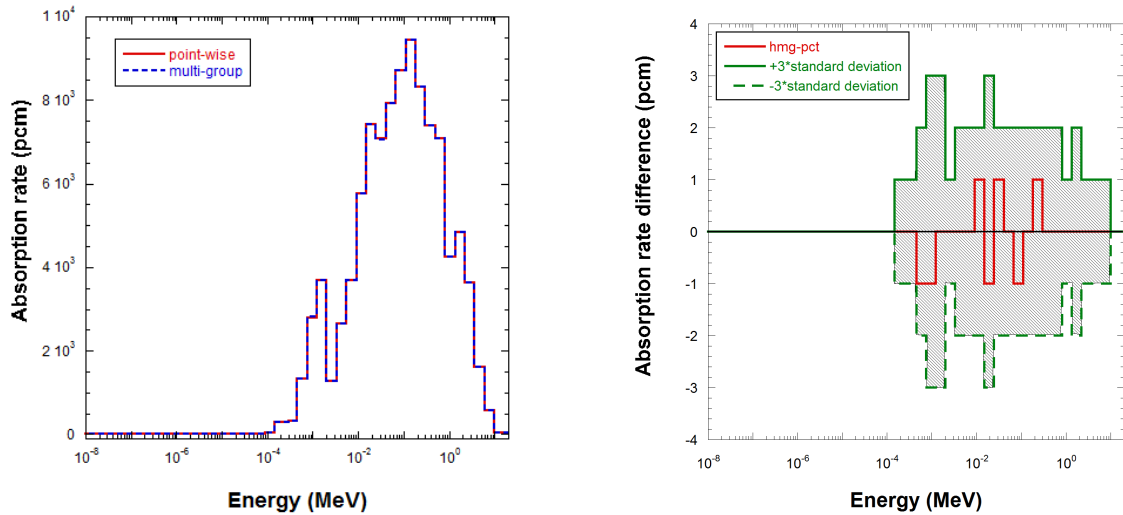 1 10⁴
8 10³
6 10³
4 10³
2 10³
0
Absorption rate (pcm)
point-wise
multi-group
10⁻⁸
10⁻⁶
10⁻⁴
10⁻²
10⁰
Energy (MeV)
4
3
2
1
0
-1
-2
-3
-4
Absorption rate difference (pcm)
hmg-pct
+3*standard deviation
-3*standard deviation
10⁻⁸
10⁻⁶
10⁻⁴
10⁻²
10⁰
Energy (MeV)